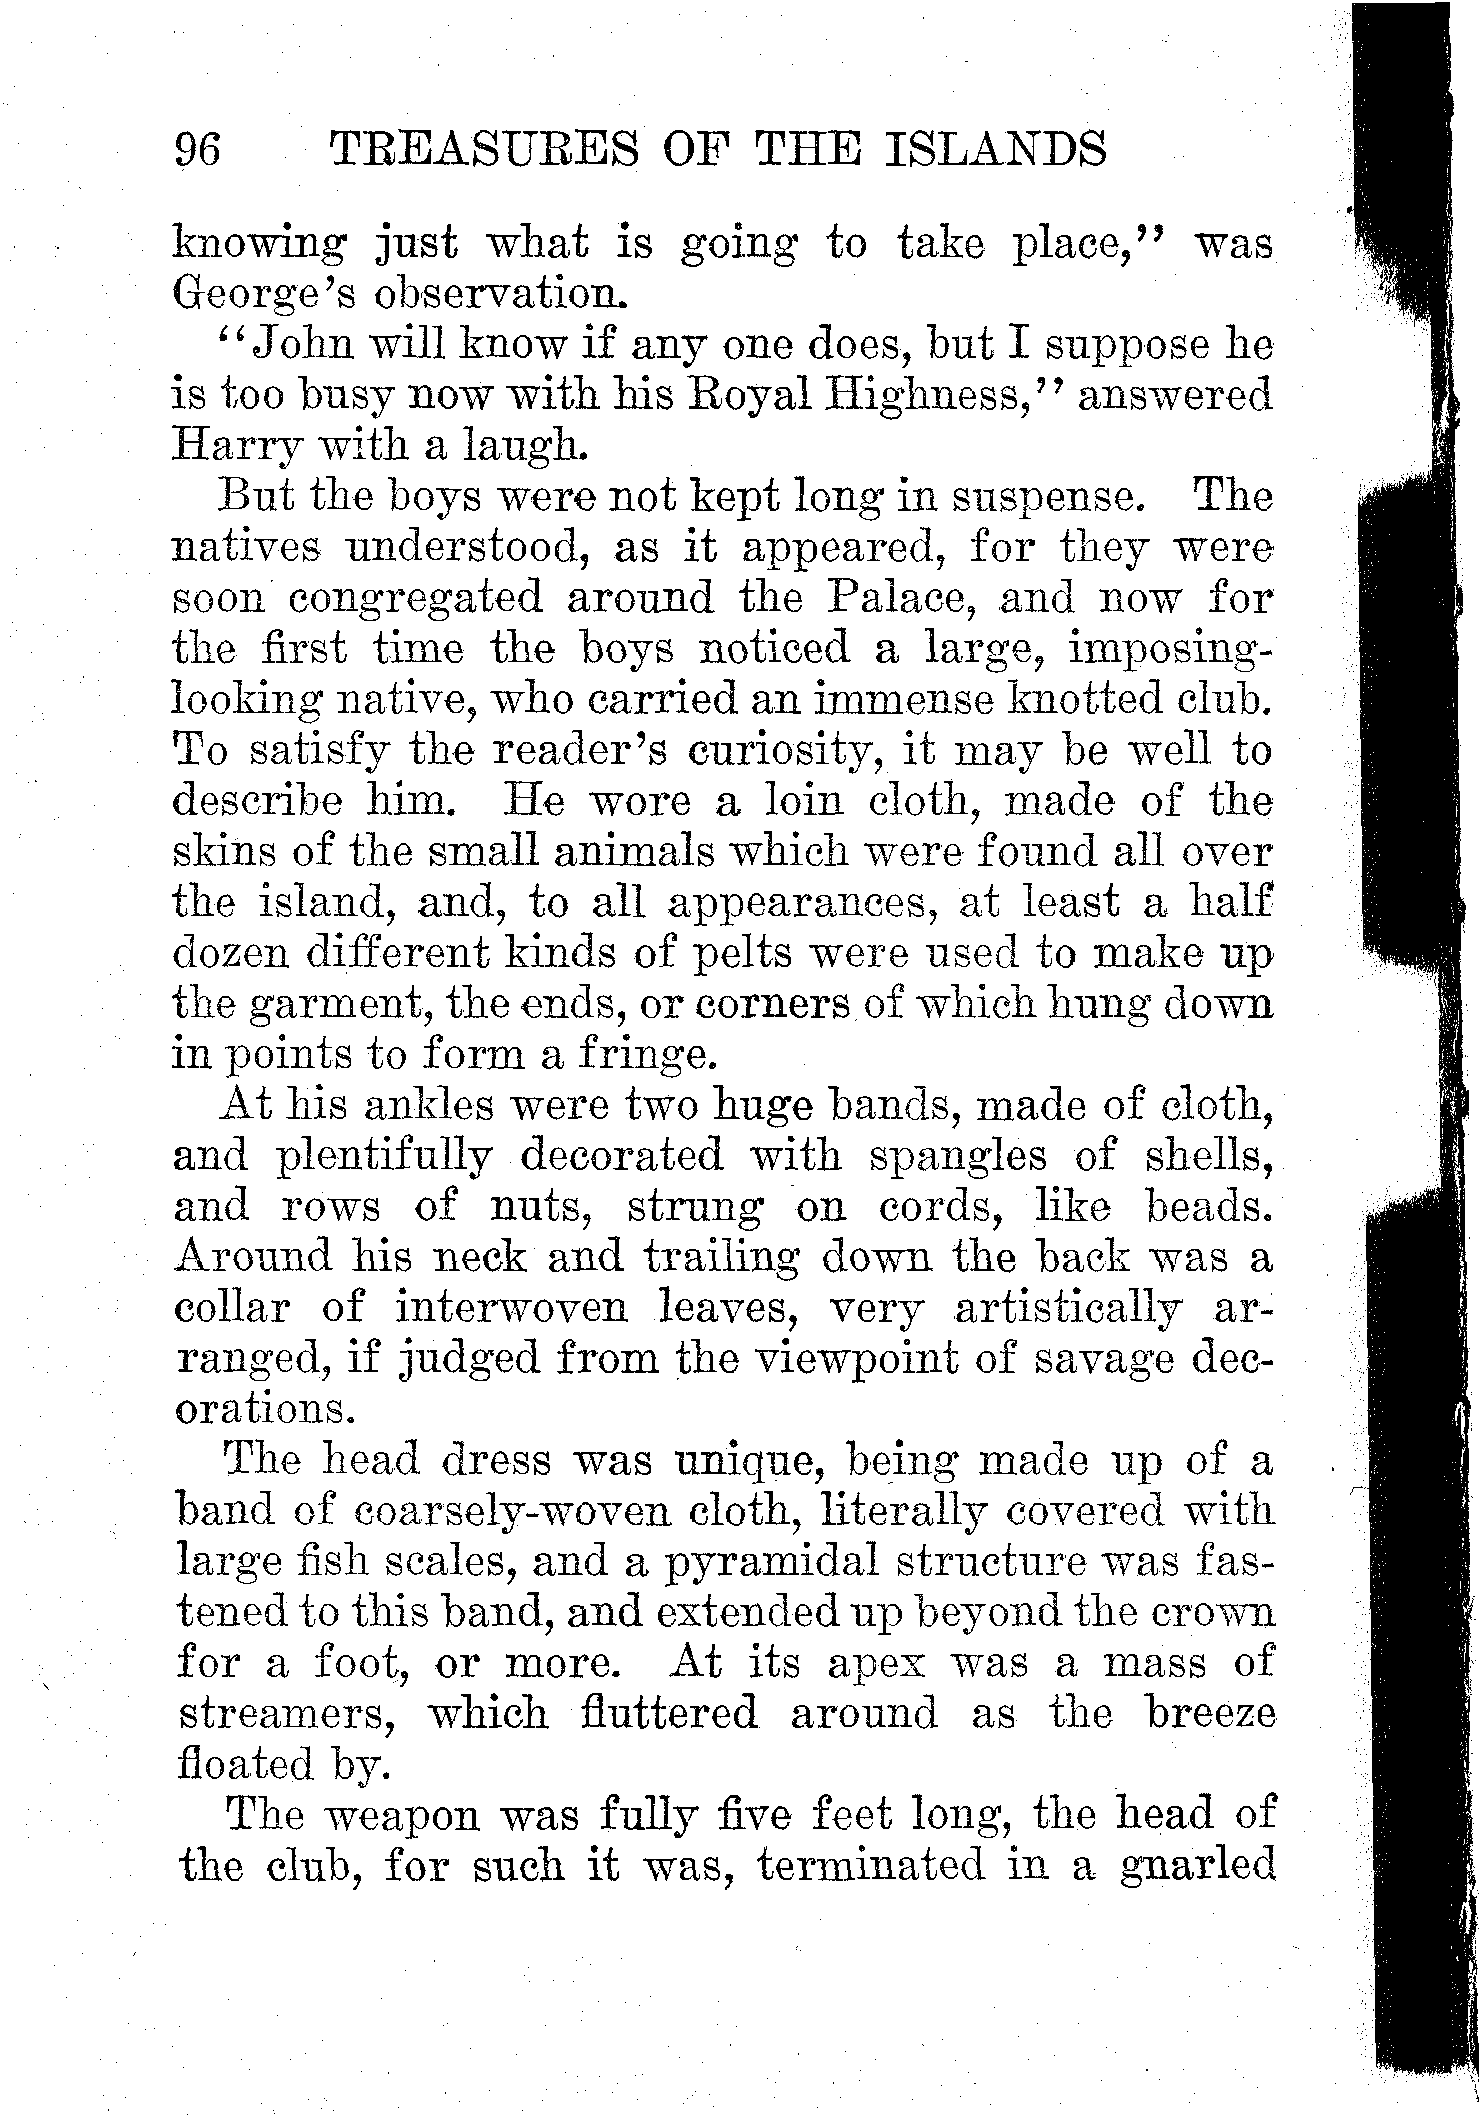 96 TREASURES OF THE ISLANDS
knowing just what is going to take place,” was
George’s observation.
“John will know if any one does, but I suppose he
is too busy now with his Royal Highness,” answered
Harry with a laugh.
But the boys were not kept long in suspense. The
natives understood, as it appeared, for they were
soon congregated around the Palace, and now for
the first time the boys noticed a large, imposing-
looking native, who carried an immense knotted club.
To satisfy the reader’s curiosity, it may be well to
describe him. He wore a loin cloth, made of the
skins of the small animals which were found all over
the island, and, to all appearances, at least a half
dozen different kinds of pelts were used to make up
the garment, the ends, or corners of which hung down
in points to form a fringe.
At his ankles were two huge bands, made of cloth,
and plentifully decorated with spangles of shells,
and rows of nuts, strung on cords, like beads.
Around his neck and trailing down the back was a
collar of interwoven leaves, very artistically ar-
ranged, if judged from the viewpoint of savage dec-
orations.
The head dress was unique, being made up of a
band of coarsely-woven cloth, literally covered with
large fish scales, and a pyramidal structure was fas-
tened to this band, and extended up beyond the crown
for a foot, or more. At its apex was a mass of
streamers, which fluttered around as the breeze
floated by.
The weapon was fully five feet long, the head of
the club, for such it was, terminated in a gnarled